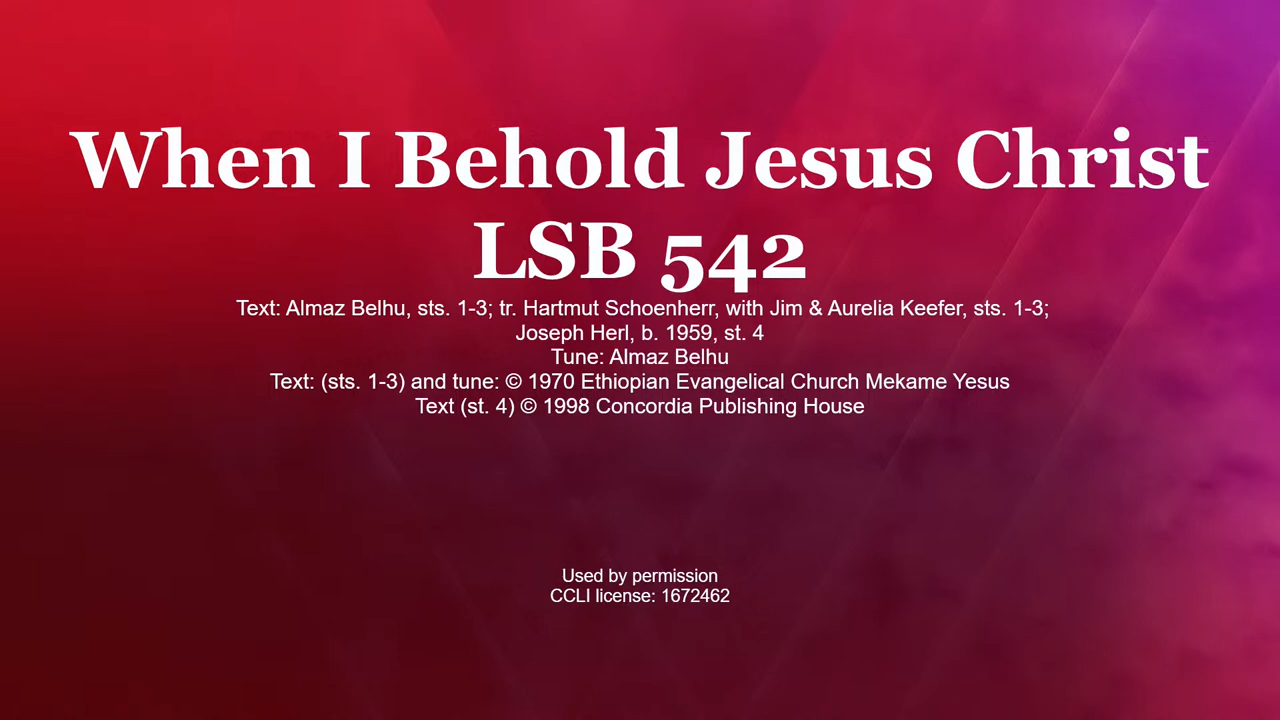 When I Behold Jesus Christ
LSB 542
Text: Almaz Belhu, sts. 1-3; tr. Hartmut Schoenherr, with Jim & Aurelia Keefer, sts. 1-3;
Joseph Herl, b. 1959, st. 4
Tune: Almaz Belhu
Text: (sts. 1-3) and tune: © 1970 Ethiopian Evangelical Church Mekame Yesus
Text (st. 4) © 1998 Concordia Publishing House
Used by permission
CCLI license: 1672462